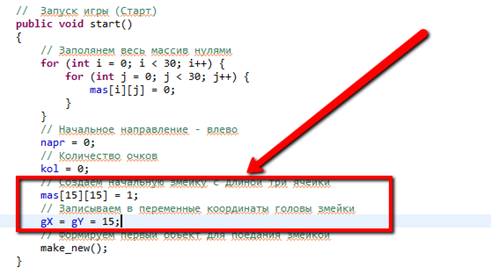 // Запуск игры (Старт)
public void start()
{
// Заполянем весь массив нулями
for (int i = 0; i < 30; i++) {
for (int j = 0; j < 30; j++) {
mas[i][j] = 0;
}
}
// Начальное направление - влево
napr = 0;
// Количество очков
kol = 0;
// Создаем начальную змейку с длиной три ячейки
mas[15][15] = 1;
// Записываем в переменные координаты головы змейки
gX = gY = 15;
// Формируем первый объект для поедания змейкой
make_new();
}